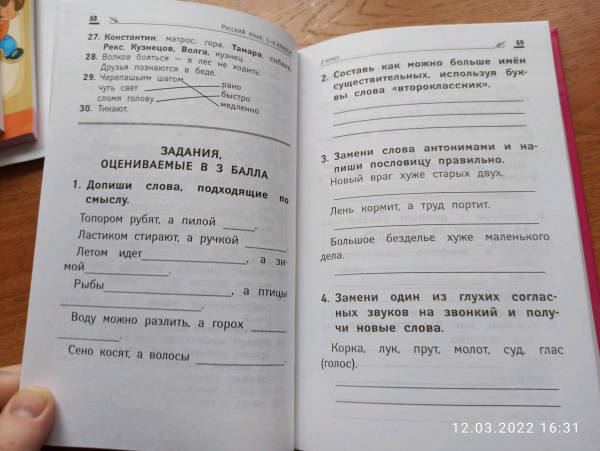 68
Русский язык. 1–4 классы
27. Константин, матрос, гора, Тамара, собака,
Рекс, Кузнецов, Волга, кузнец.
28. Волков бояться — в лес не ходить.
Друзья познаются в беде.
29. Черепашьим шагом
чуть свет рано
сломя голову быстро
медленно
30. Тикают.
ЗАДАНИЯ,
ОЦЕНИВАЕМЫЕ В 3 БАЛЛА
1. Допиши слова, подходящие по
смыслу.
Топором рубят, а пилой
Ластиком стирают, а ручкой
Летом идет , а зи-
мой .
Рыбы , а птицы
.
Воду можно разлить, а горох
.
Сено косят, а волосы
.
2 класс
69
2. Составь как можно больше имён
существительных, используя бук-
вы слова «второклассник».
3. Замени слова антонимами и на-
пиши пословицу правильно.
Новый враг хуже старых двух.
Лень кормит, а труд портит.
Большое безделье хуже маленького
дела.
4. Замени один из глухих соглас-
ных звуков на звонкий и полу-
чи новые слова.
Корка, лук, прут, молот, суд, глас
(голос).
12.03.2022 16:31